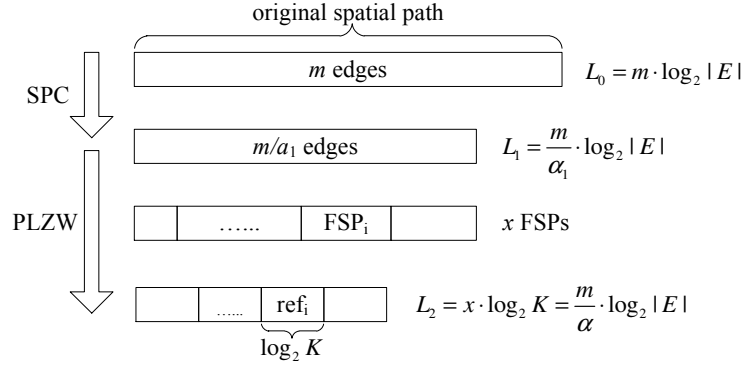 original spatial path
m edges
L₀ = m · log₂ | E |
SPC
m/a₁ edges
L₁ = m/α₁ · log₂ | E |
PLZW
…...
FSPᵢ
x FSPs
…...
refᵢ
L₂ = x · log₂ K = m/α · log₂ | E |
log₂ K